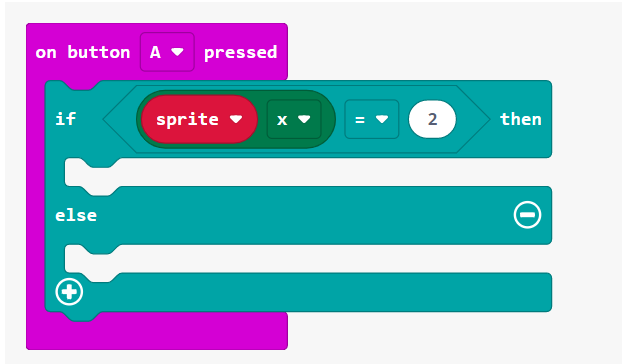 on button A pressed
if sprite x = 2 then
else